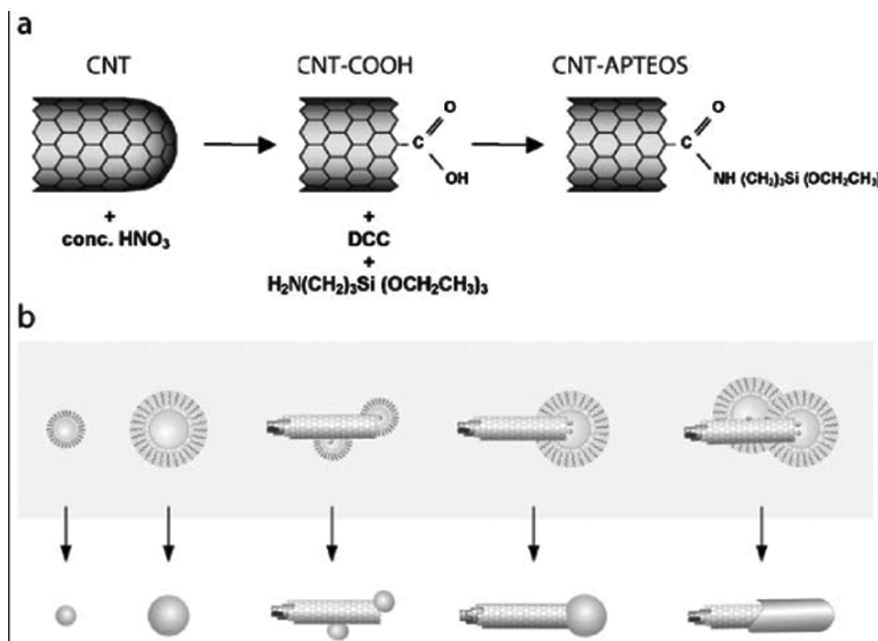 a
CNT CNT-COOH CNT-APTEOS
O O
C C
OH NH (CH₂)₃Si (OCH₂CH₃)
+ +
conc. HNO₃ DCC
+
H₂N(CH₂)₃Si (OCH₂CH₃)₃
b